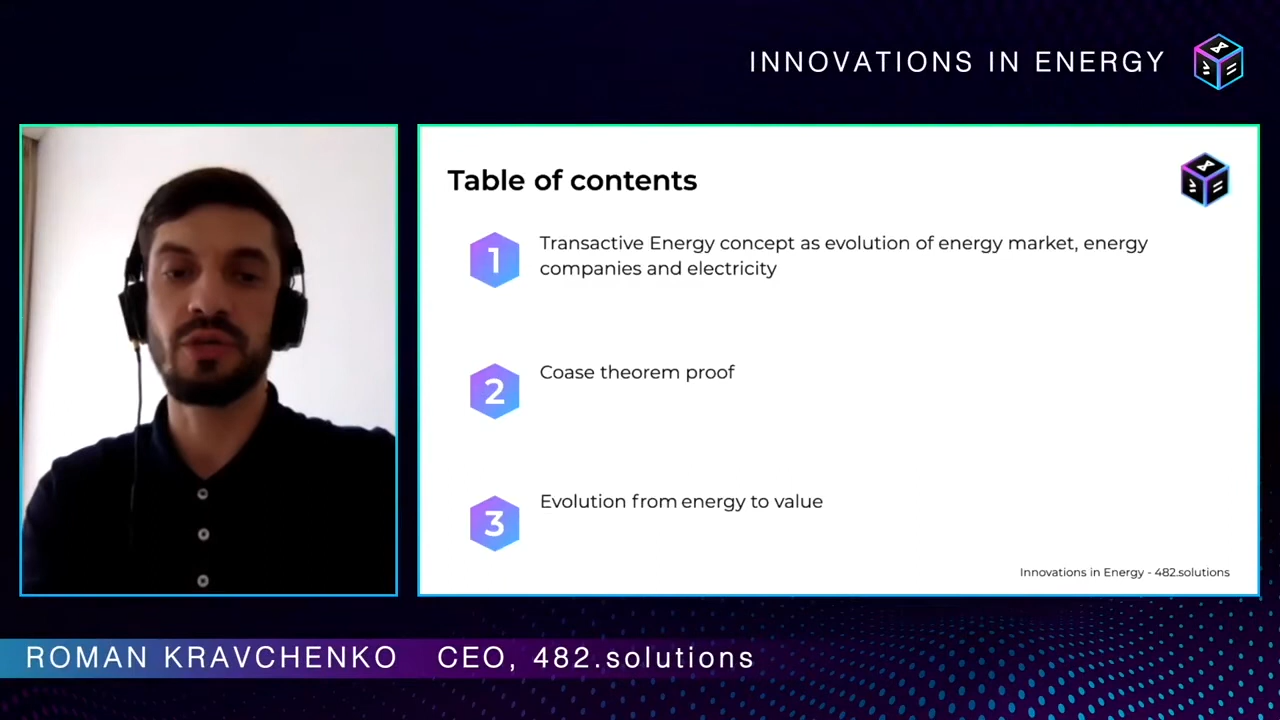 INNOVATIONS IN ENERGY
Table of contents
1
Transactive Energy concept as evolution of energy market, energy
companies and electricity
2
Coase theorem proof
3
Evolution from energy to value
Innovations in Energy - 482.solutions
ROMAN KRAVCHENKO CEO, 482.solutions